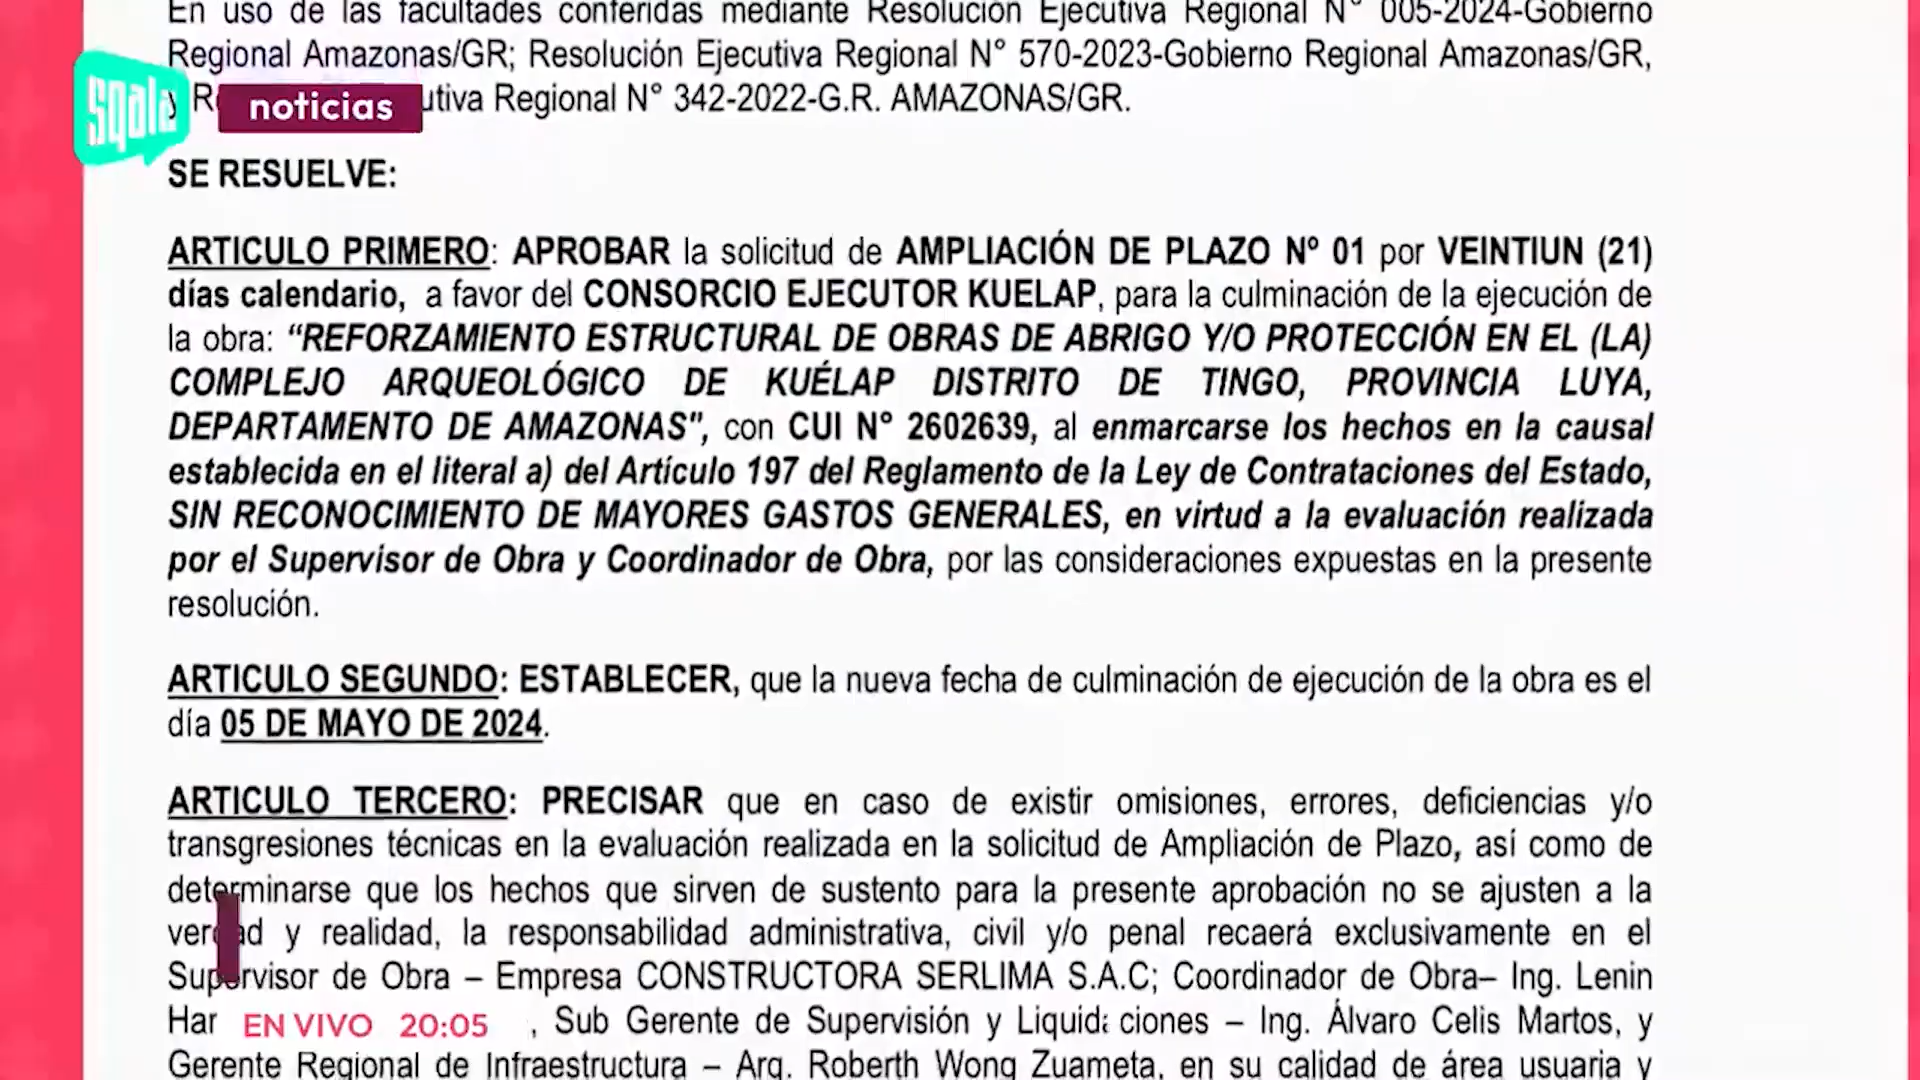 En uso de las facultades conferidas mediante Resolución Ejecutiva Regional N° 005-2024-Gobierno
Regional Amazonas/GR; Resolución Ejecutiva Regional N° 570-2023-Gobierno Regional Amazonas/GR,
Sqala
noticias
y R utiva Regional N° 342-2022-G.R. AMAZONAS/GR.
SE RESUELVE:
ARTICULO PRIMERO: APROBAR la solicitud de AMPLIACIÓN DE PLAZO Nº 01 por VEINTIUN (21)
días calendario, a favor del CONSORCIO EJECUTOR KUELAP, para la culminación de la ejecución de
la obra: “REFORZAMIENTO ESTRUCTURAL DE OBRAS DE ABRIGO Y/O PROTECCIÓN EN EL (LA)
COMPLEJO ARQUEOLÓGICO DE KUÉLAP DISTRITO DE TINGO, PROVINCIA LUYA,
DEPARTAMENTO DE AMAZONAS", con CUI N° 2602639, al enmarcarse los hechos en la causal
establecida en el literal a) del Artículo 197 del Reglamento de la Ley de Contrataciones del Estado,
SIN RECONOCIMIENTO DE MAYORES GASTOS GENERALES, en virtud a la evaluación realizada
por el Supervisor de Obra y Coordinador de Obra, por las consideraciones expuestas en la presente
resolución.
ARTICULO SEGUNDO: ESTABLECER, que la nueva fecha de culminación de ejecución de la obra es el
día 05 DE MAYO DE 2024.
ARTICULO TERCERO: PRECISAR que en caso de existir omisiones, errores, deficiencias y/o
transgresiones técnicas en la evaluación realizada en la solicitud de Ampliación de Plazo, así como de
determinarse que los hechos que sirven de sustento para la presente aprobación no se ajusten a la
verdad y realidad, la responsabilidad administrativa, civil y/o penal recaerá exclusivamente en el
Supervisor de Obra – Empresa CONSTRUCTORA SERLIMA S.A.C; Coordinador de Obra– Ing. Lenin
Har , Sub Gerente de Supervisión y Liquidaciones – Ing. Álvaro Celis Martos, y
EN VIVO 20:05
Gerente Regional de Infraestructura – Arq. Roberth Wong Zuameta, en su calidad de área usuaria y